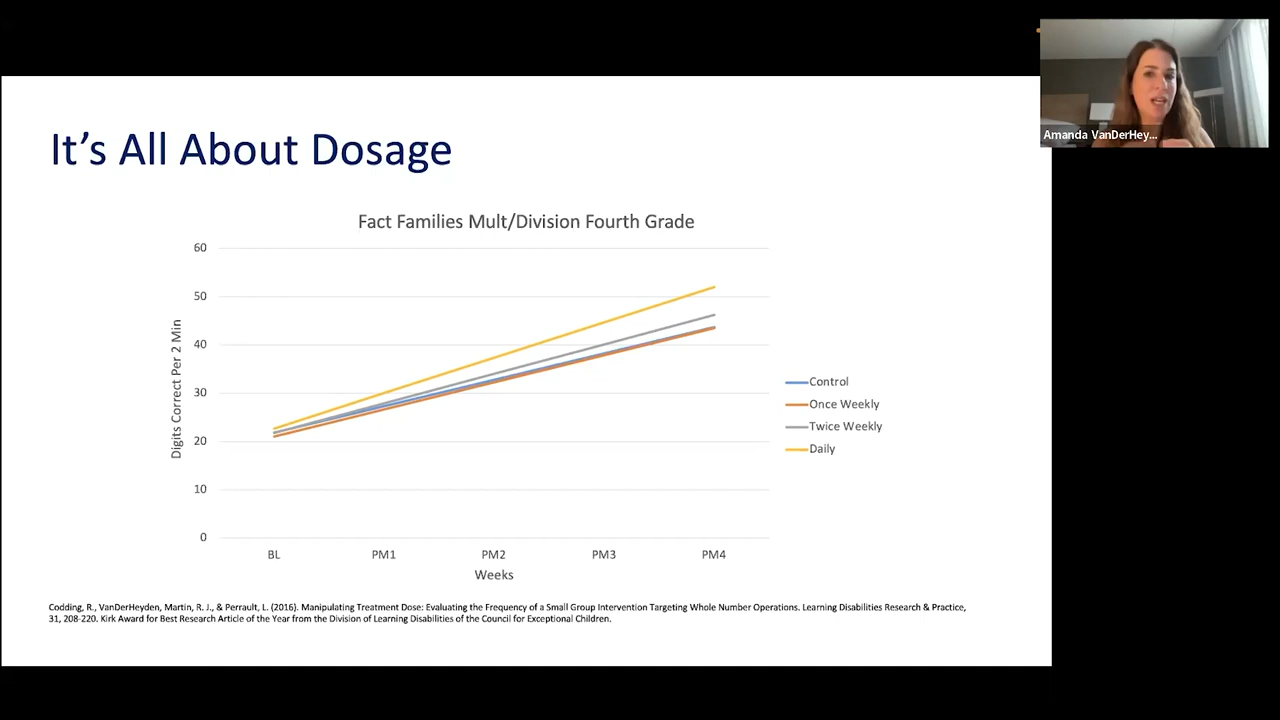 Amanda VanDerHey...
It's All About Dosage
Fact Families Mult/Division Fourth Grade
Digits Correct Per 2 Min
60
50
40
30
20
10
0
BL PM1 PM2 PM3 PM4
Weeks
Control
Once Weekly
Twice Weekly
Daily
Codding, R., VanDerHeyden, Martin, R. J., & Perrault, L. (2016). Manipulating Treatment Dose: Evaluating the Frequency of a Small Group Intervention Targeting Whole Number Operations. Learning Disabilities Research & Practice,
31, 208-220. Kirk Award for Best Research Article of the Year from the Division of Learning Disabilities of the Council for Exceptional Children.